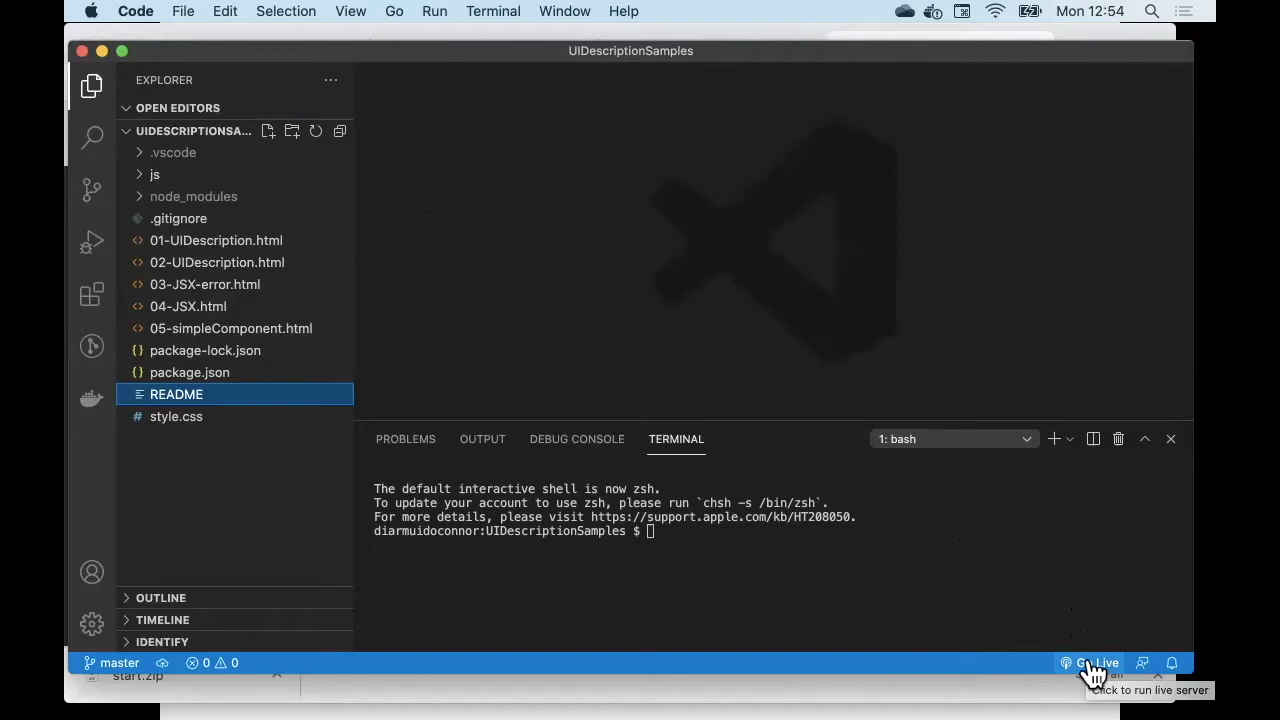 Code File Edit Selection View Go Run Terminal Window Help Mon 12:54
UIDescriptionSamples
EXPLORER
OPEN EDITORS
UIDESCRIPTIONSA...
.vscode
js
node_modules
.gitignore
01-UIDescription.html
02-UIDescription.html
03-JSX-error.html
04-JSX.html
05-simpleComponent.html
package-lock.json
package.json
README
style.css
PROBLEMS OUTPUT DEBUG CONSOLE TERMINAL 1: bash
The default interactive shell is now zsh.
To update your account to use zsh, please run `chsh -s /bin/zsh`.
For more details, please visit https://support.apple.com/kb/HT208050.
diarmuidoconnor:UIDescriptionSamples $
OUTLINE
TIMELINE
IDENTIFY
master 0 0 Go Live
start.zip
Click to run live server